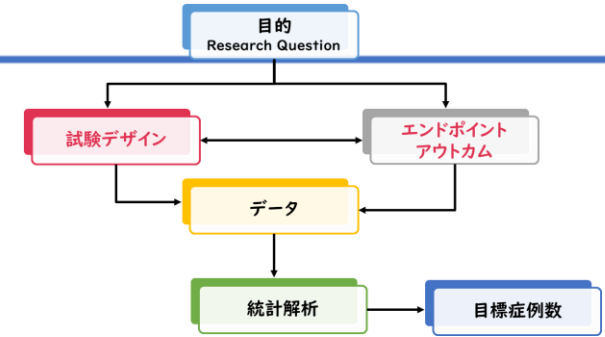 目的
Research Question
試験デザイン
エンドポイント
アウトカム
データ
統計解析
目標症例数